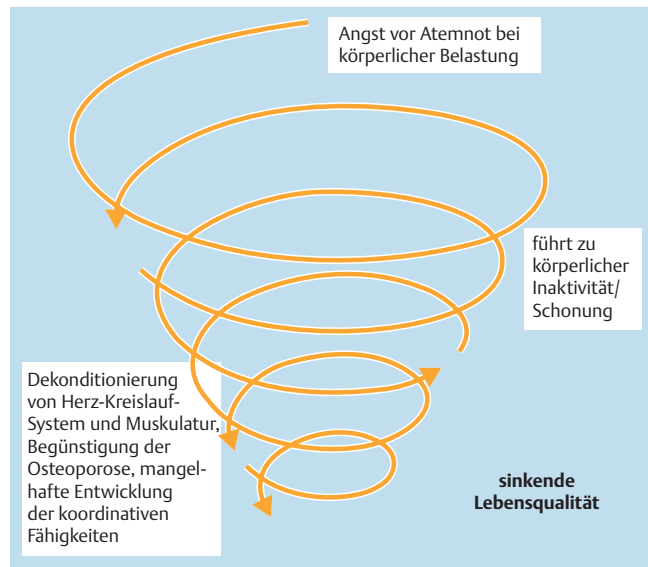 Angst vor Atemnot bei
körperlicher Belastung
führt zu
körperlicher
Inaktivität/
Schonung
Dekonditionierung
von Herz-Kreislauf-
System und Muskulatur,
Begünstigung der
Osteoporose, mangel-
hafte Entwicklung
der koordinativen
Fähigkeiten
sinkende
Lebensqualität